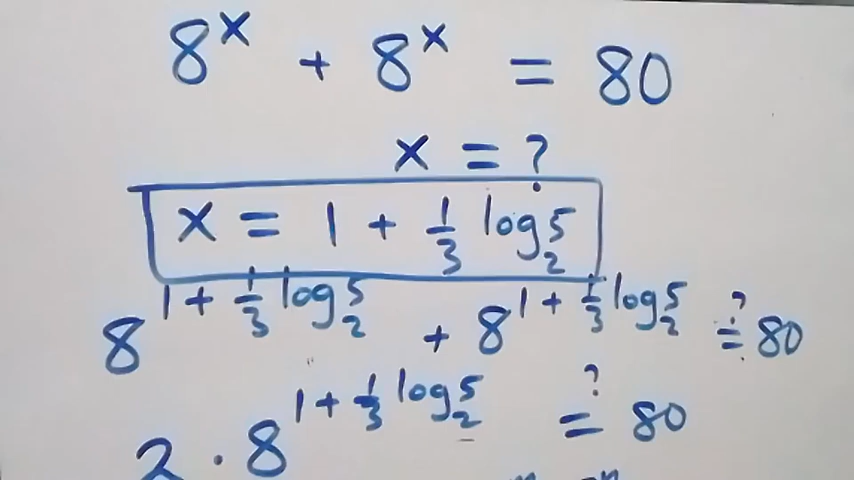 8^x + 8^x = 80
x = ?
x = 1 + 1/3 log_2 5
8^(1 + 1/3 log_2 5) + 8^(1 + 1/3 log_2 5) ?= 80
2 · 8^(1 + 1/3 log_2 5) ?= 80